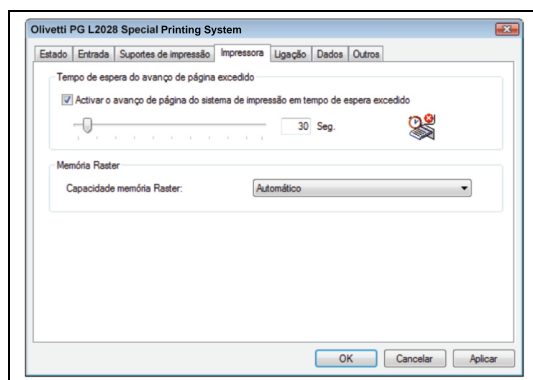 Olivetti PG L2028 Special Printing System
Estado Entrada Suportes de impressão Impressora Ligação Dados Outros
Tempo de espera do avanço de página excedido
Activar o avanço de página do sistema de impressão em tempo de espera excedido
30 Seg.
Memória Raster
Capacidade memória Raster: Automático
OK Cancelar Aplicar